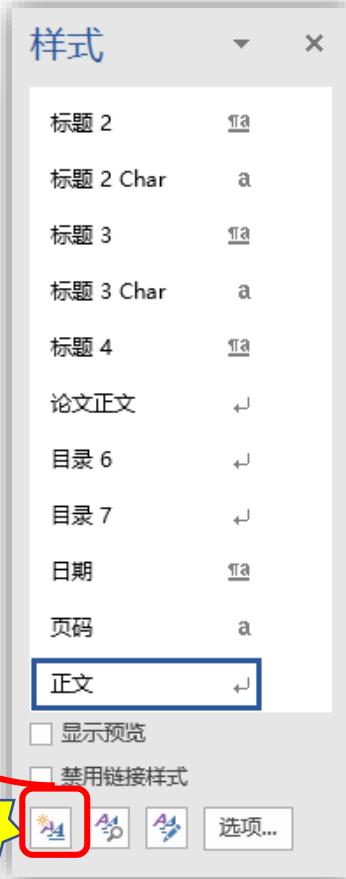 样式
标题 2
标题 2 Char
标题 3
标题 3 Char
标题 4
论文正文
目录 6
目录 7
日期
页码
正文
显示预览
禁用链接样式
选项...